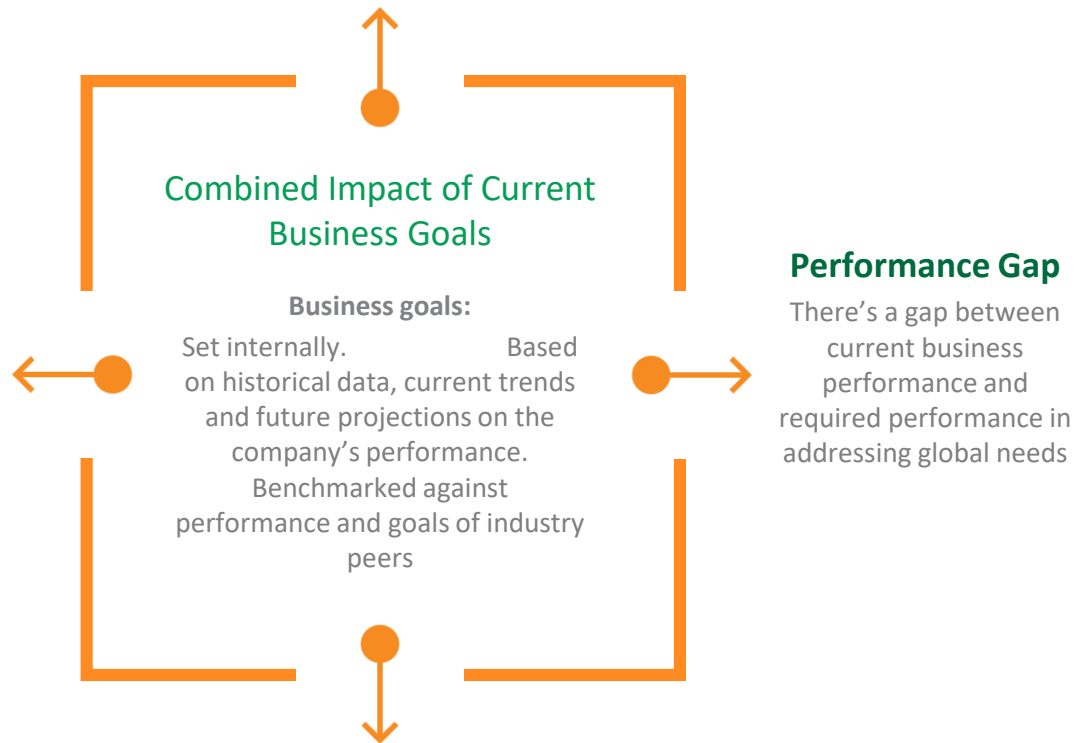 Combined Impact of Current
Business Goals
Business goals:
Set internally. Based
on historical data, current trends
and future projections on the
company’s performance.
Benchmarked against
performance and goals of industry
peers
Performance Gap
There’s a gap between
current business
performance and
required performance in
addressing global needs